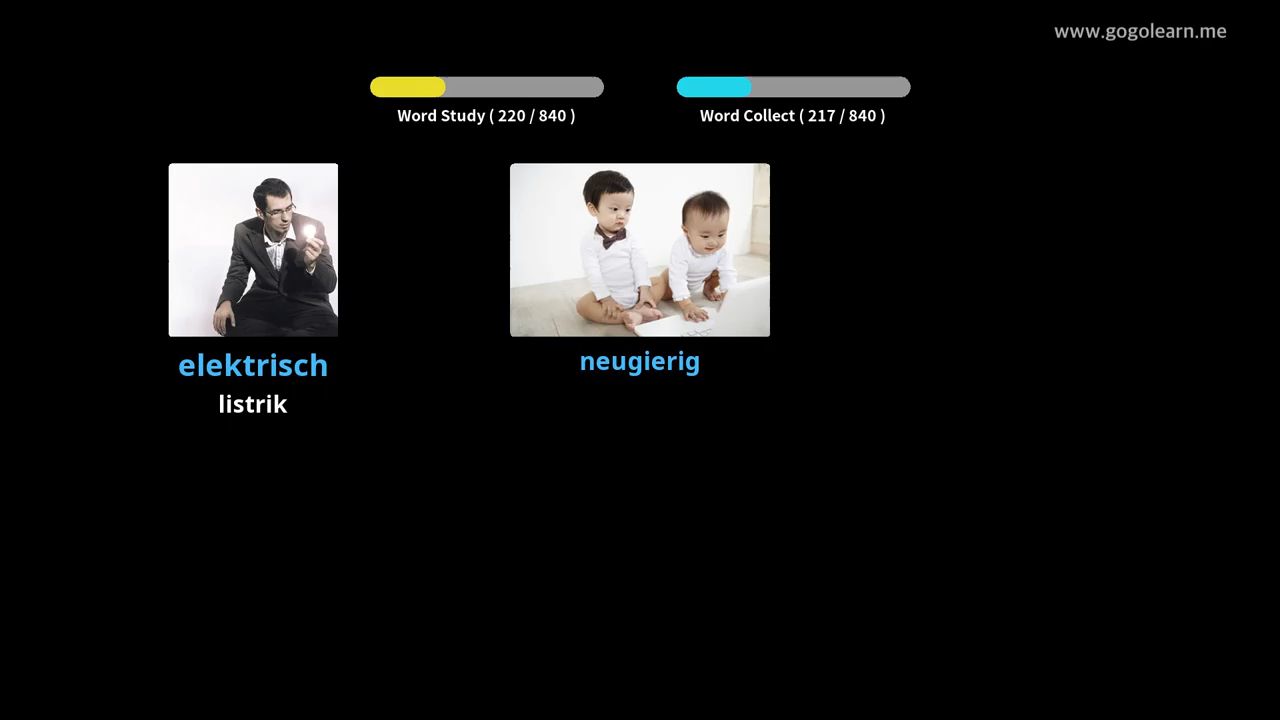 www.gogolearn.me
Word Study ( 220 / 840 )
Word Collect ( 217 / 840 )
elektrisch
listrik
neugierig